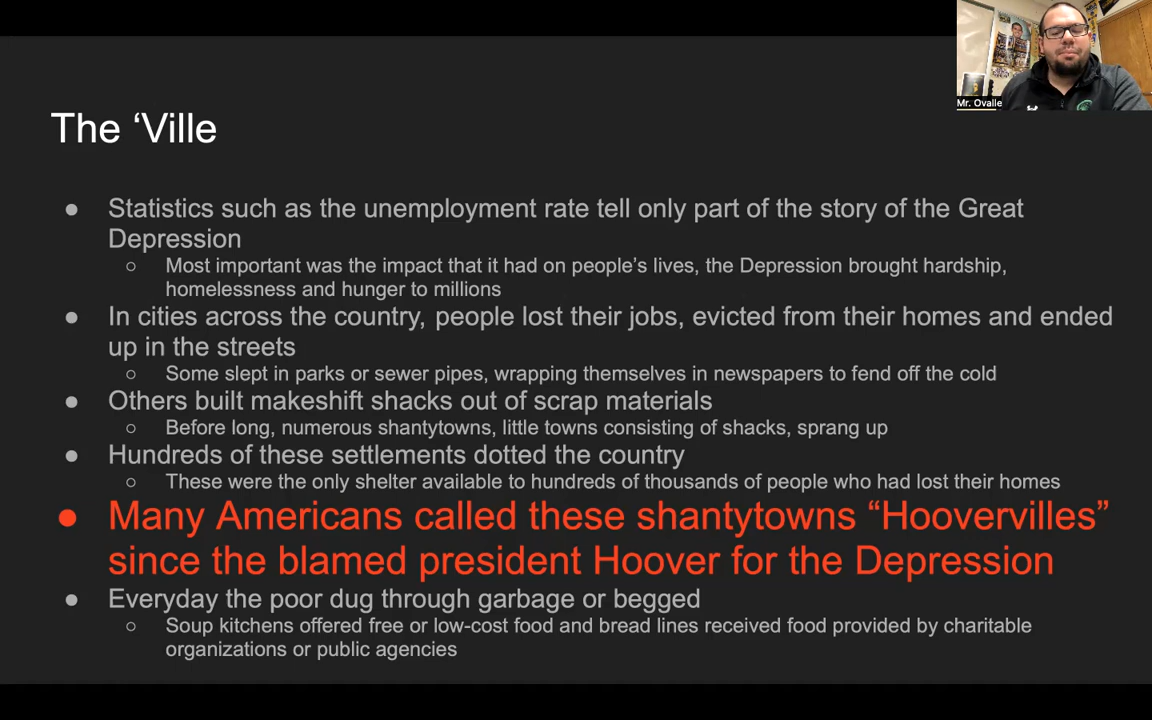 Mr. Ovalle
The ‘Ville
● Statistics such as the unemployment rate tell only part of the story of the Great
Depression
○ Most important was the impact that it had on people’s lives, the Depression brought hardship,
homelessness and hunger to millions
● In cities across the country, people lost their jobs, evicted from their homes and ended
up in the streets
○ Some slept in parks or sewer pipes, wrapping themselves in newspapers to fend off the cold
● Others built makeshift shacks out of scrap materials
○ Before long, numerous shantytowns, little towns consisting of shacks, sprang up
● Hundreds of these settlements dotted the country
○ These were the only shelter available to hundreds of thousands of people who had lost their homes
● Many Americans called these shantytowns “Hoovervilles”
since the blamed president Hoover for the Depression
● Everyday the poor dug through garbage or begged
○ Soup kitchens offered free or low-cost food and bread lines received food provided by charitable
organizations or public agencies